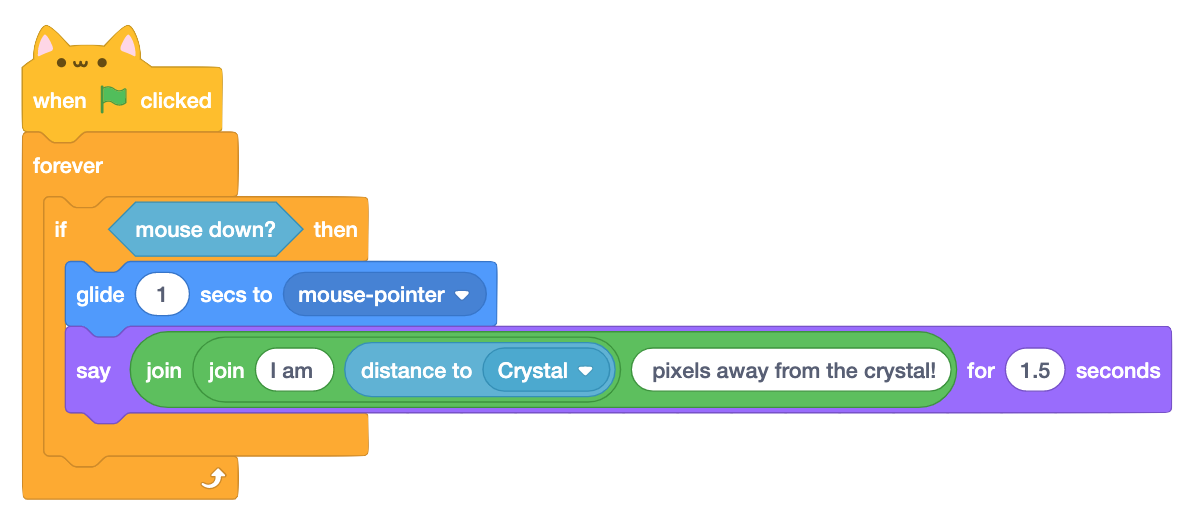 when clicked
forever
if mouse down? then
glide 1 secs to mouse-pointer
say join join I am distance to Crystal pixels away from the crystal! for 1.5 seconds